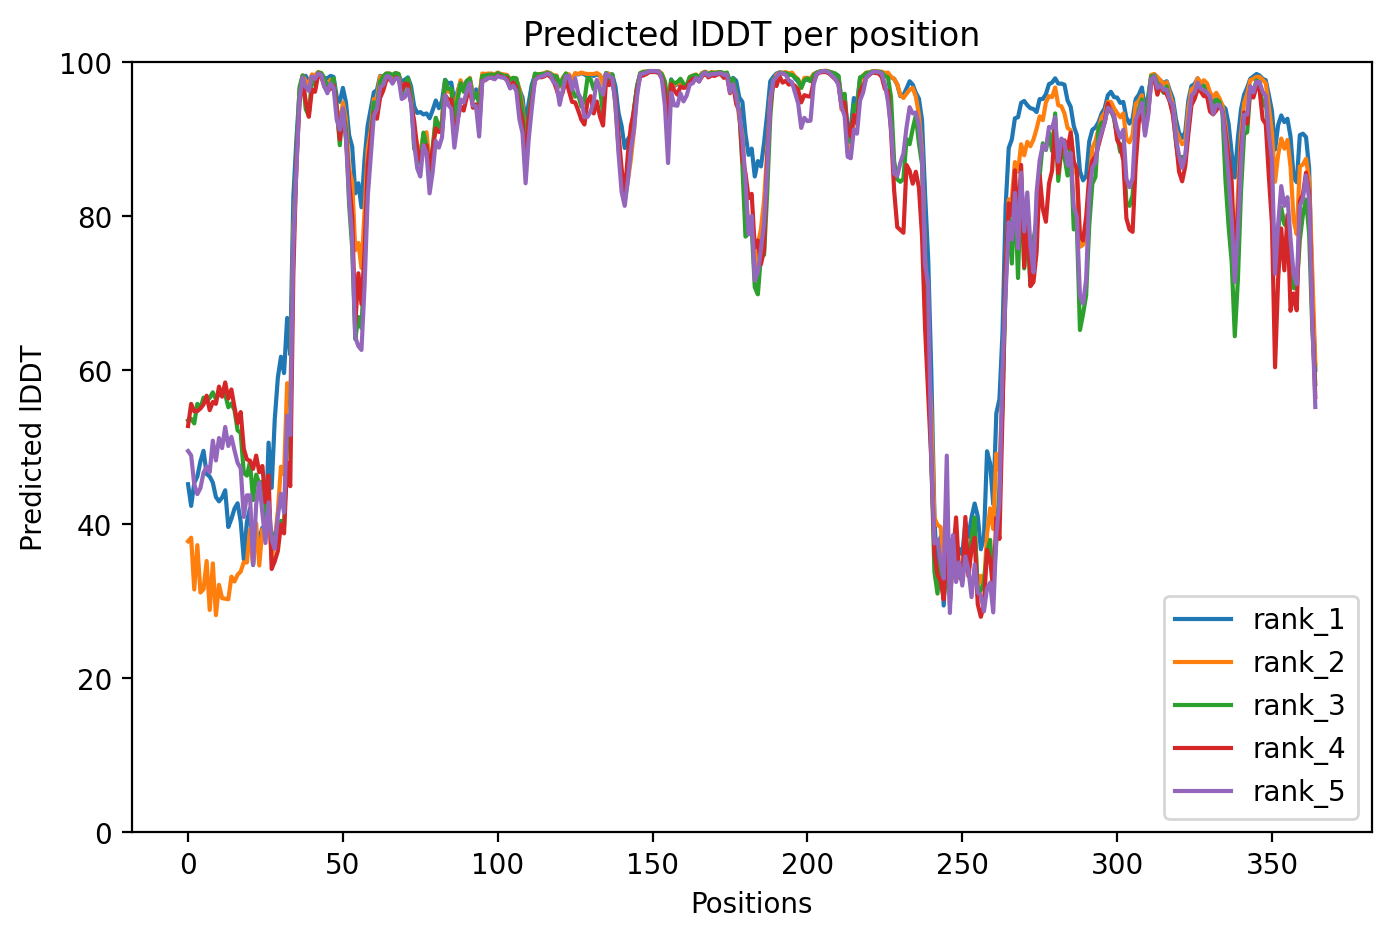 Predicted lDDT per position
100
80
60
40
20
0
Predicted lDDT
0 50 100 150 200 250 300 350
Positions
rank_1
rank_2
rank_3
rank_4
rank_5